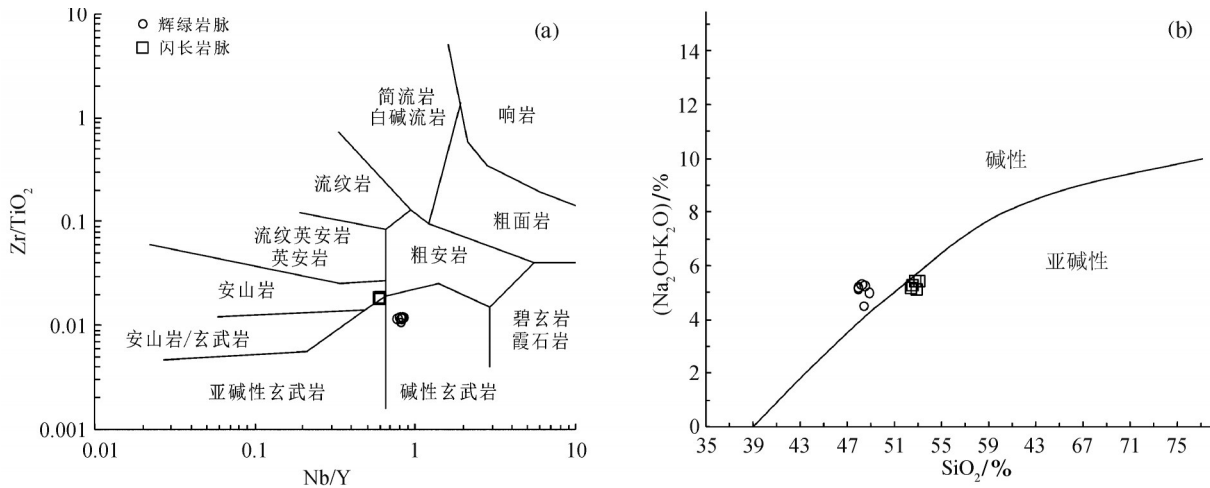 (a)
辉绿岩脉
闪长岩脉
简流岩
白碱流岩
响岩
流纹岩
粗面岩
流纹英安岩
英安岩
粗安岩
安山岩
安山岩/玄武岩
碧玄岩
霞石岩
亚碱性玄武岩
碱性玄武岩
10
1
0.1
0.01
0.001
Zr/TiO₂
0.01
0.1
1
10
Nb/Y
(b)
碱性
亚碱性
14
12
10
8
6
4
2
0
(Na₂O+K₂O)/%
35
39
43
47
51
55
59
63
67
71
75
SiO₂/%